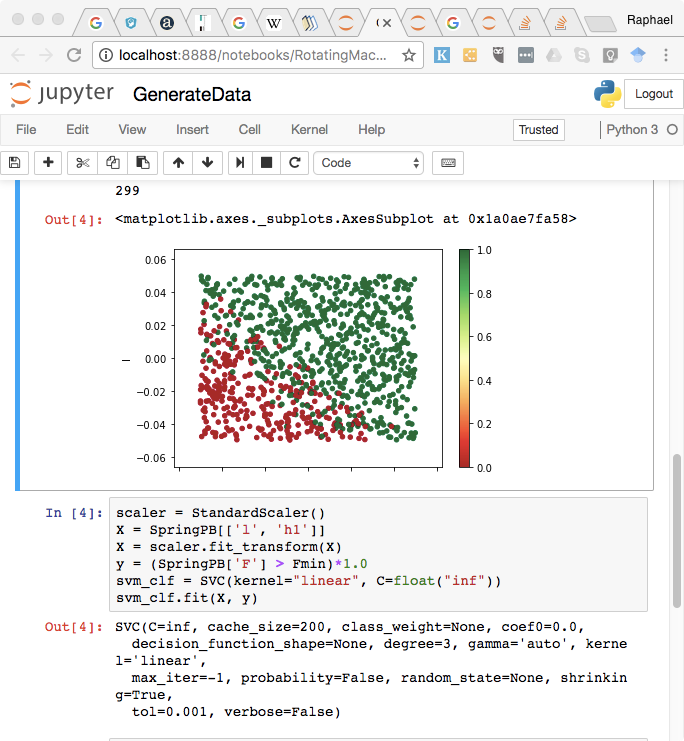 Raphael
localhost:8888/notebooks/RotatingMac...
jupyter GenerateData
Logout
File Edit View Insert Cell Kernel Help Trusted Python 3
Code
299
Out[4]: <matplotlib.axes._subplots.AxesSubplot at 0x1a0ae7fa58>
0.06
0.04
0.02
0.00
−0.02
−0.04
−0.06
l
1.0
0.8
0.6
0.4
0.2
0.0
In [4]: scaler = StandardScaler()
X = SpringPB[['l', 'h1']]
X = scaler.fit_transform(X)
y = (SpringPB['F'] > Fmin)*1.0
svm_clf = SVC(kernel="linear", C=float("inf"))
svm_clf.fit(X, y)
Out[4]: SVC(C=inf, cache_size=200, class_weight=None, coef0=0.0,
decision_function_shape=None, degree=3, gamma='auto', kerne
l='linear',
max_iter=-1, probability=False, random_state=None, shrinkin
g=True,
tol=0.001, verbose=False)